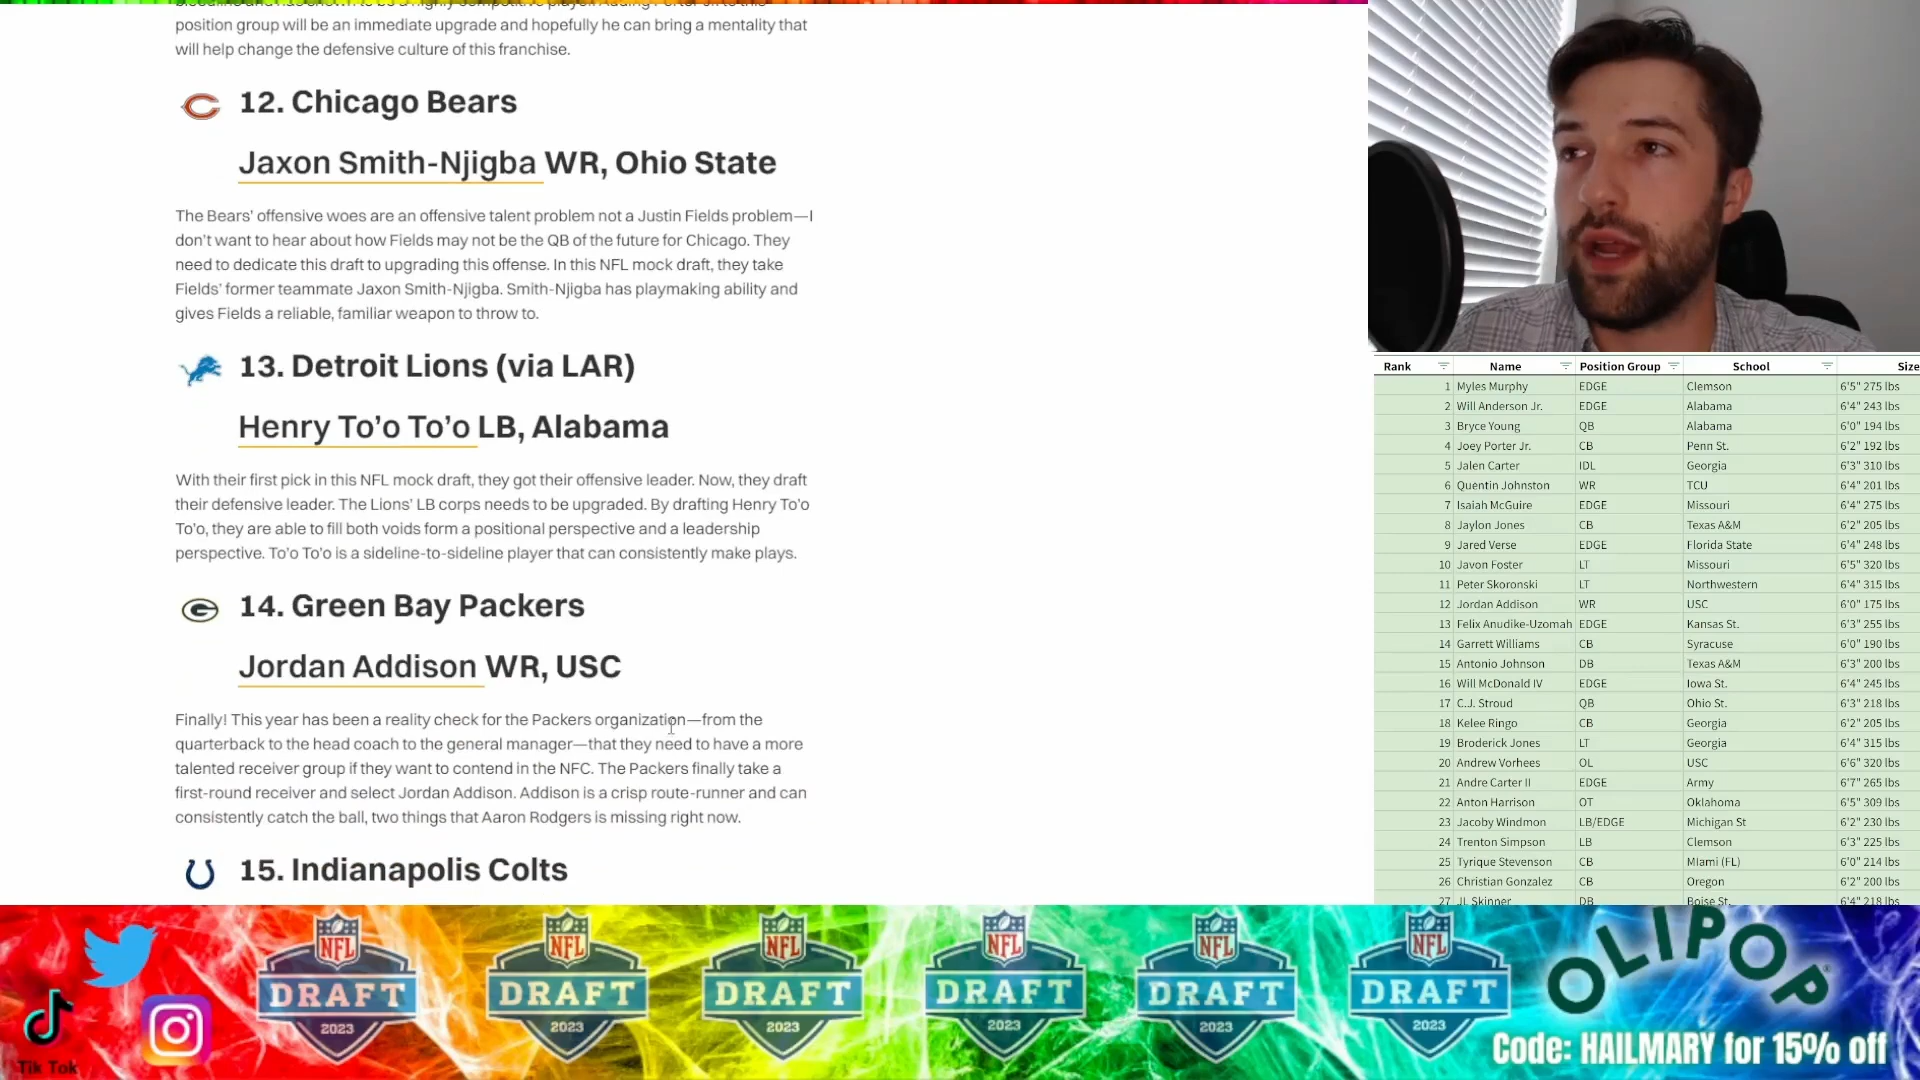 position group will be an immediate upgrade and hopefully he can bring a mentality that
will help change the defensive culture of this franchise.
12. Chicago Bears
Jaxon Smith-Njigba WR, Ohio State
The Bears' offensive woes are an offensive talent problem not a Justin Fields problem—I
don't want to hear about how Fields may not be the QB of the future for Chicago. They
need to dedicate this draft to upgrading this offense. In this NFL mock draft, they take
Fields' former teammate Jaxon Smith-Njigba. Smith-Njigba has playmaking ability and
gives Fields a reliable, familiar weapon to throw to.
13. Detroit Lions (via LAR)
Henry To'o To'o LB, Alabama
With their first pick in this NFL mock draft, they got their offensive leader. Now, they draft
their defensive leader. The Lions' LB corps needs to be upgraded. By drafting Henry To'o
To'o, they are able to fill both voids form a positional perspective and a leadership
perspective. To'o To'o is a sideline-to-sideline player that can consistently make plays.
14. Green Bay Packers
Jordan Addison WR, USC
Finally! This year has been a reality check for the Packers organization—from the
quarterback to the head coach to the general manager—that they need to have a more
talented receiver group if they want to contend in the NFC. The Packers finally take a
first-round receiver and select Jordan Addison. Addison is a crisp route-runner and can
consistently catch the ball, two things that Aaron Rodgers is missing right now.
15. Indianapolis Colts
Rank Name Position Group School Size
1 Myles Murphy EDGE Clemson 6'5" 275 lbs
2 Will Anderson Jr. EDGE Alabama 6'4" 243 lbs
3 Bryce Young QB Alabama 6'0" 194 lbs
4 Joey Porter Jr. CB Penn St. 6'2" 192 lbs
5 Jalen Carter IDL Georgia 6'3" 310 lbs
6 Quentin Johnston WR TCU 6'4" 201 lbs
7 Isaiah McGuire EDGE Missouri 6'4" 275 lbs
8 Jaylon Jones CB Texas A&M 6'2" 205 lbs
9 Jared Verse EDGE Florida State 6'4" 248 lbs
10 Javon Foster LT Missouri 6'5" 320 lbs
11 Peter Skoronski LT Northwestern 6'4" 315 lbs
12 Jordan Addison WR USC 6'0" 175 lbs
13 Felix Anudike-Uzomah EDGE Kansas St. 6'3" 255 lbs
14 Garrett Williams CB Syracuse 6'0" 190 lbs
15 Antonio Johnson DB Texas A&M 6'3" 200 lbs
16 Will McDonald IV EDGE Iowa St. 6'4" 245 lbs
17 C.J. Stroud QB Ohio St. 6'3" 218 lbs
18 Kelee Ringo CB Georgia 6'2" 205 lbs
19 Broderick Jones LT Georgia 6'4" 315 lbs
20 Andrew Vorhees OL USC 6'6" 320 lbs
21 Andre Carter II EDGE Army 6'7" 265 lbs
22 Anton Harrison OT Oklahoma 6'5" 309 lbs
23 Jacoby Windmon LB/EDGE Michigan St 6'2" 230 lbs
24 Trenton Simpson LB Clemson 6'3" 225 lbs
25 Tyrique Stevenson CB MIami (FL) 6'0" 214 lbs
26 Christian Gonzalez CB Oregon 6'2" 200 lbs
27 JL Skinner DB Boise St. 6'4" 218 lbs
NFL DRAFT 2023
NFL DRAFT 2023
NFL DRAFT 2023
NFL DRAFT 2023
NFL DRAFT 2023
NFL DRAFT 2023
Tik Tok
OLIPOP
Code: HAILMARY for 15% off